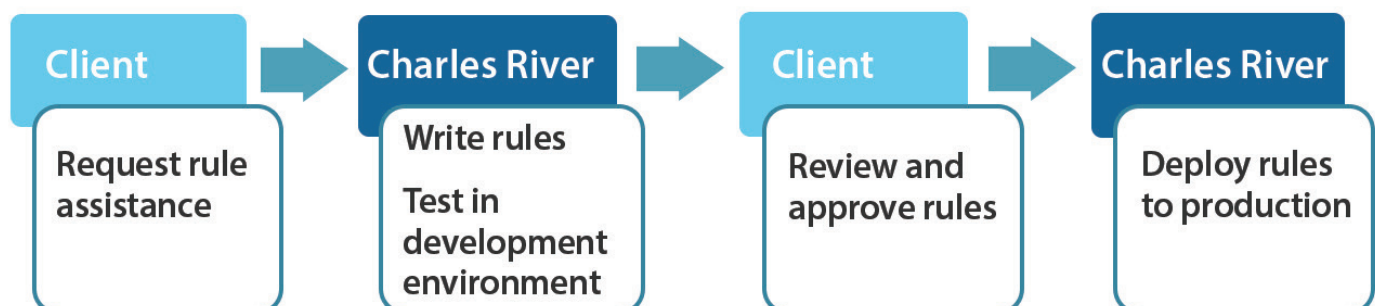 Client
Request rule
assistance
Charles River
Write rules
Test in
development
environment
Client
Review and
approve rules
Charles River
Deploy rules
to production